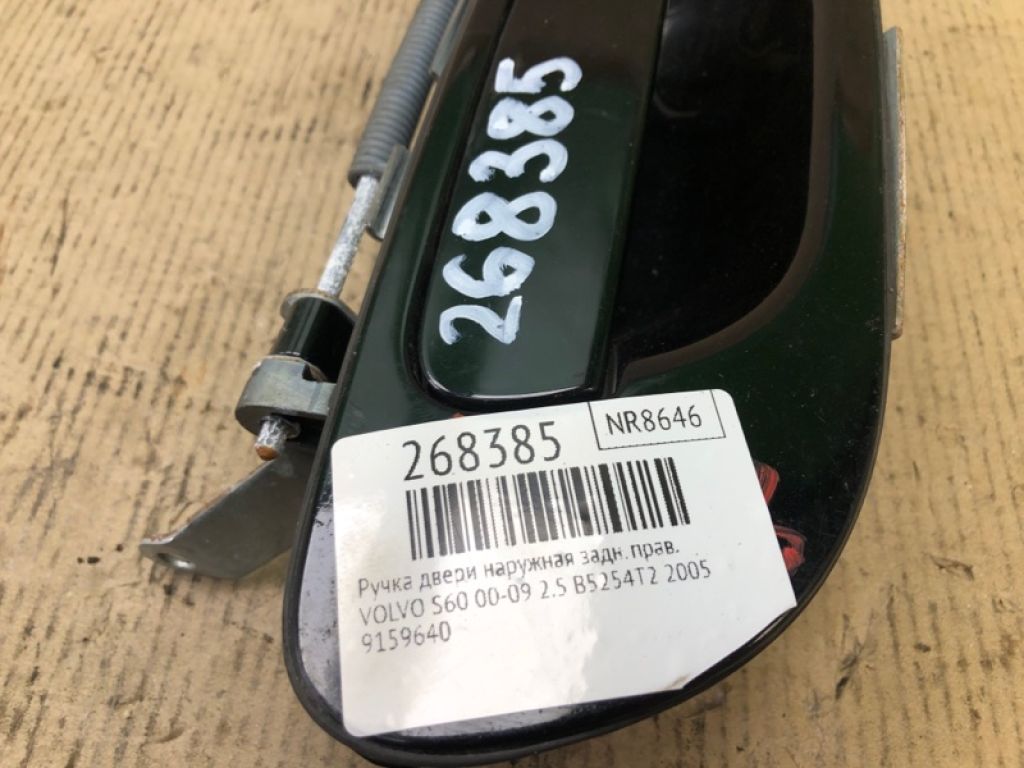 268385
268385
NR8646
Ручка двери наружная задн. прав.
VOLVO S60 00-09 2.5 B5254T2 2005
9159640